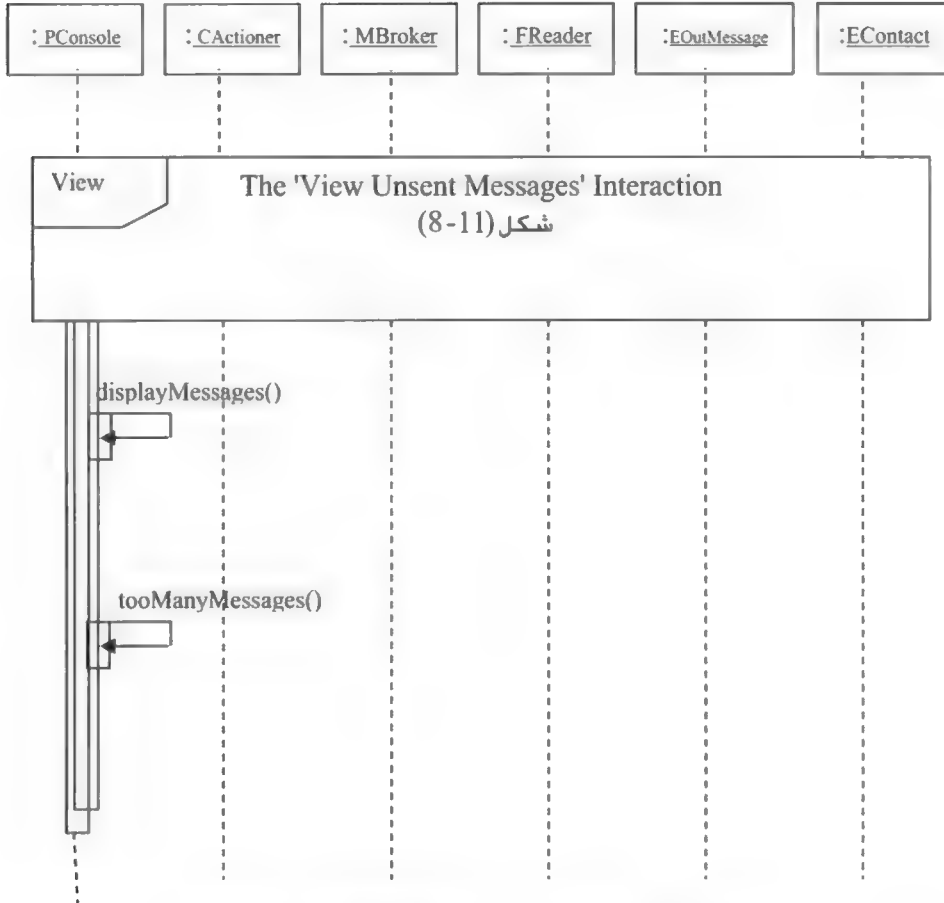 : PConsole
: CActioner
: MBroker
: FReader
:EOutMessage
:EContact
View
The 'View Unsent Messages' Interaction
شكل (8-11)
displayMessages()
tooManyMessages()